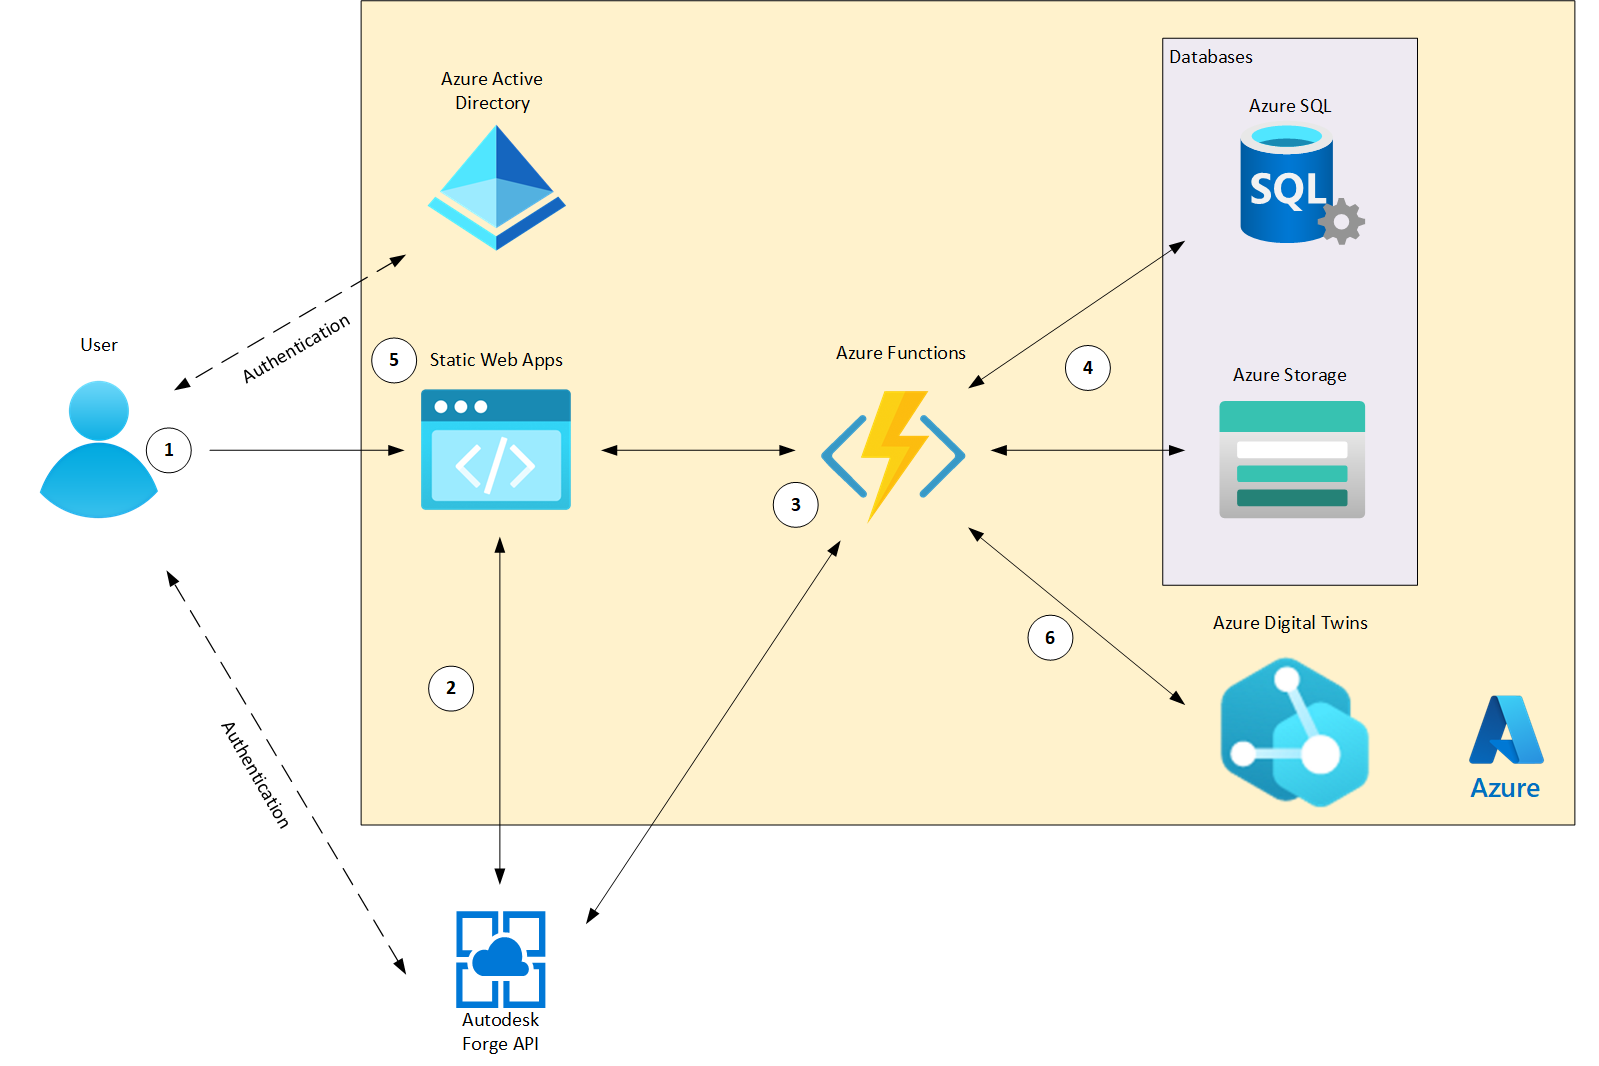 Databases
Azure Active
Directory
Azure SQL
SQL
Authentication
User
5
Static Web Apps
Azure Functions
4
Azure Storage
1
3
Azure Digital Twins
6
2
Authentication
Azure
Autodesk
Forge API